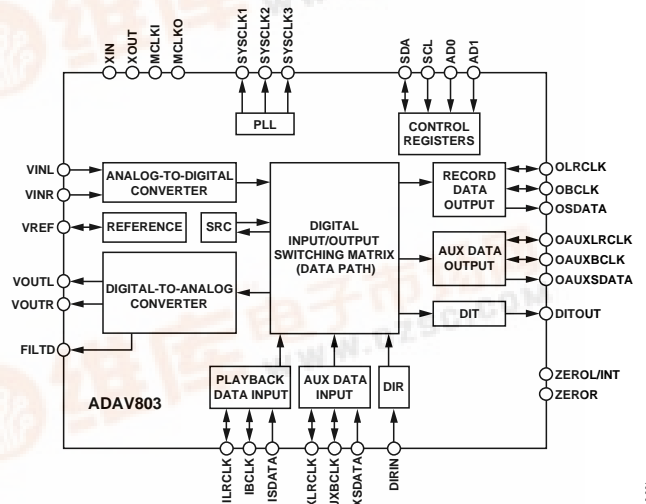 XIN
XOUT
MCLKI
MCLKO
SYSCLK1
SYSCLK2
SYSCLK3
SDA
SCL
AD0
AD1
PLL
CONTROL
REGISTERS
VINL
VINR
ANALOG-TO-DIGITAL
CONVERTER
VREF
REFERENCE
SRC
DIGITAL
INPUT/OUTPUT
SWITCHING MATRIX
(DATA PATH)
RECORD
DATA
OUTPUT
OLRCLK
OBCLK
OSDATA
AUX DATA
OUTPUT
OAUXLRCLK
OAUXBCLK
OAUXSDATA
VOUTL
VOUTR
DIGITAL-TO-ANALOG
CONVERTER
DIT
DITOUT
FILTD
PLAYBACK
DATA INPUT
AUX DATA
INPUT
DIR
ZEROL/INT
ZEROR
ADAV803
ILRCLK
IBCLK
ISDATA
XLRCLK
UXBCLK
XSDATA
DIRIN